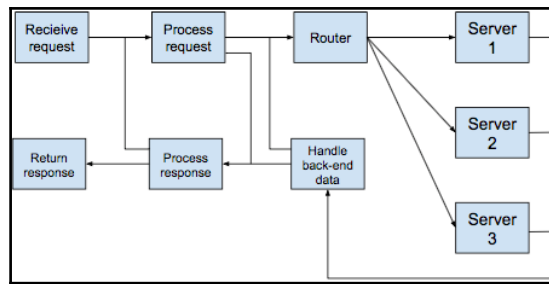 Recieive
request
Process
request
Router
Server
1
Server
2
Server
3
Return
response
Process
response
Handle
back-end
data